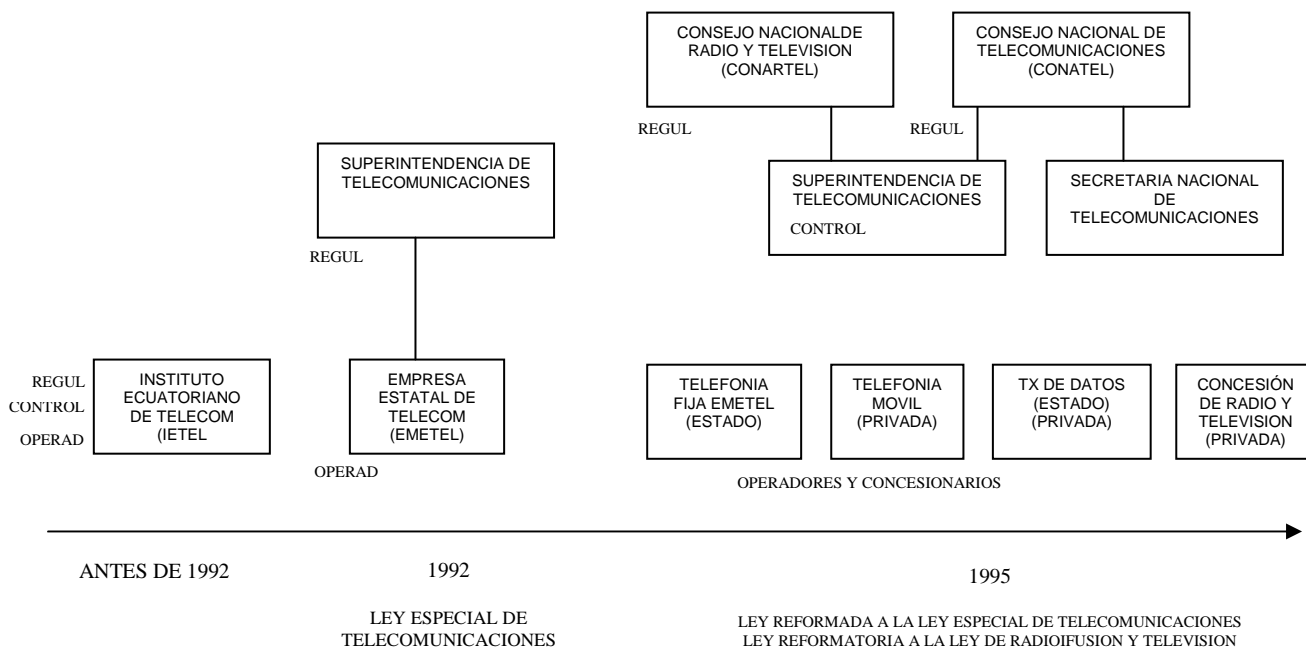 CONSEJO NACIONALDE
RADIO Y TELEVISION
(CONARTEL)
CONSEJO NACIONAL DE
TELECOMUNICACIONES
(CONATEL)
REGUL
REGUL
SUPERINTENDENCIA DE
TELECOMUNICACIONES
REGUL
SUPERINTENDENCIA DE
TELECOMUNICACIONES
CONTROL
SECRETARIA NACIONAL
DE
TELECOMUNICACIONES
REGUL
CONTROL
OPERAD
INSTITUTO
ECUATORIANO
DE TELECOM
(IETEL
EMPRESA
ESTATAL DE
TELECOM
(EMETEL)
OPERAD
TELEFONIA
FIJA EMETEL
(ESTADO)
TELEFONIA
MOVIL
(PRIVADA)
TX DE DATOS
(ESTADO)
(PRIVADA)
CONCESIÓN
DE RADIO Y
TELEVISION
(PRIVADA)
OPERADORES Y CONCESIONARIOS
ANTES DE 1992
1992
LEY ESPECIAL DE
TELECOMUNICACIONES
1995
LEY REFORMADA A LA LEY ESPECIAL DE TELECOMUNICACIONES
LEY REFORMATORIA A LA LEY DE RADIOIFUSION Y TELEVISION